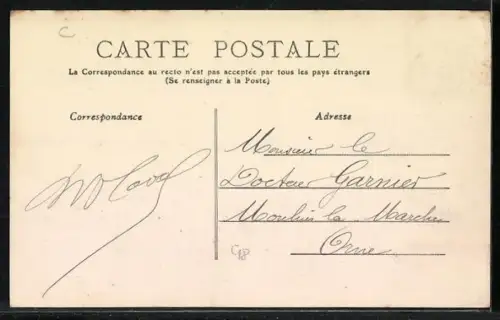 C
CARTE POSTALE
La Correspondance au recto n'est pas acceptée par tous les pays étrangers
(Se renseigner à la Poste)
Correspondance
Adresse
Monsieur le
Docteur Garnier
Moulins la Marche
Orne
C18